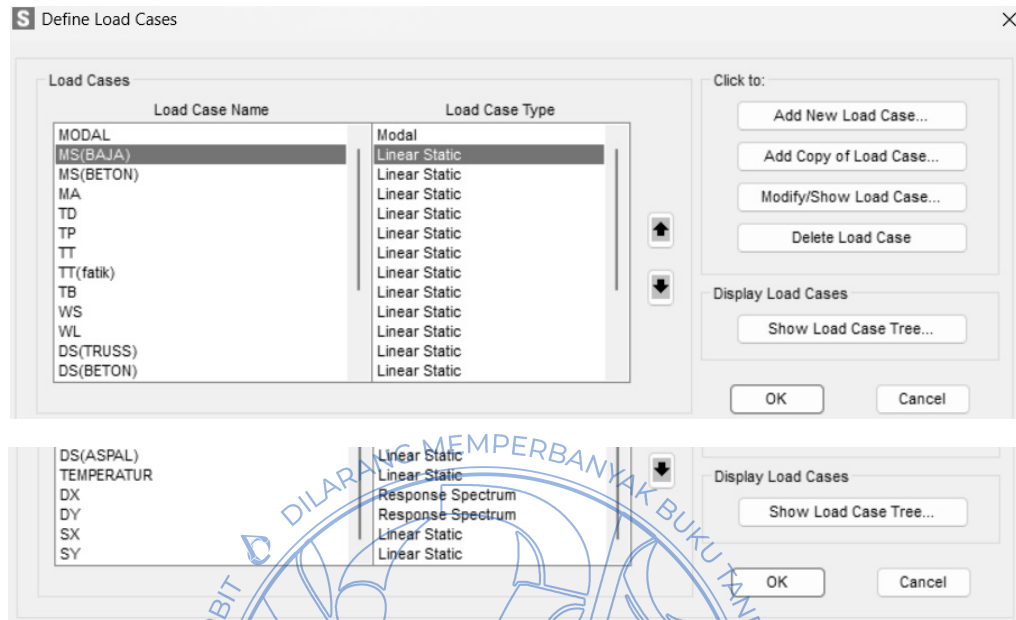 S Define Load Cases
Load Cases
Load Case Name Load Case Type
MODAL Modal
MS(BAJA) Linear Static
MS(BETON) Linear Static
MA Linear Static
TD Linear Static
TP Linear Static
TT Linear Static
TT(fatik) Linear Static
TB Linear Static
WS Linear Static
WL Linear Static
DS(TRUSS) Linear Static
DS(BETON) Linear Static
Click to:
Add New Load Case...
Add Copy of Load Case...
Modify/Show Load Case...
Delete Load Case
Display Load Cases
Show Load Case Tree...
OK Cancel
DS(ASPAL) Linear Static
TEMPERATUR Linear Static
DX Response Spectrum
DY Response Spectrum
SX Linear Static
SY Linear Static
Display Load Cases
Show Load Case Tree...
OK Cancel
DILARANG MEMPERBANYAK BUKU